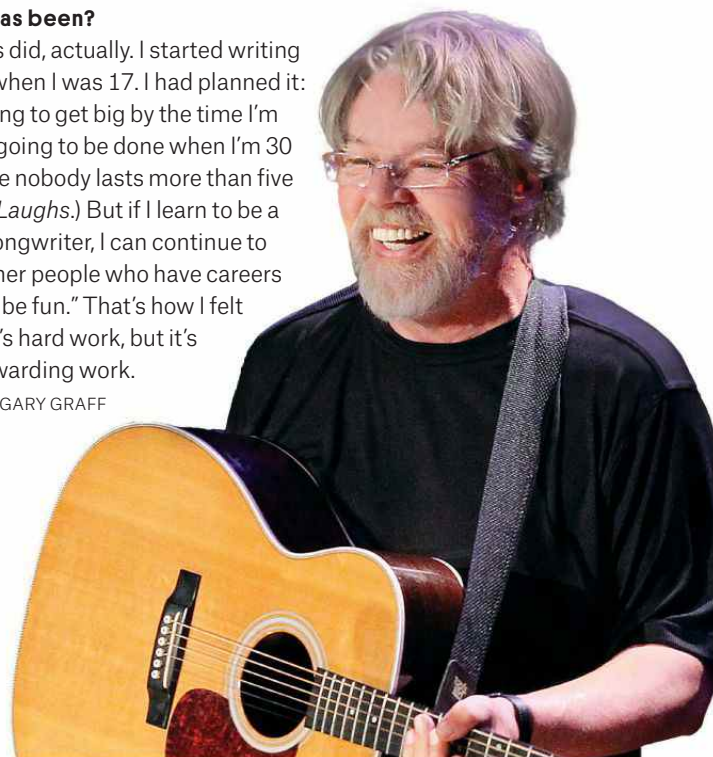 as been?
s did, actually. I started writing
when I was 17. I had planned it:
ng to get big by the time I'm
going to be done when I'm 30
e nobody lasts more than five
Laughs.) But if I learn to be a
ongwriter, I can continue to
her people who have careers
be fun.” That's how I felt
's hard work, but it's
warding work.
GARY GRAFF